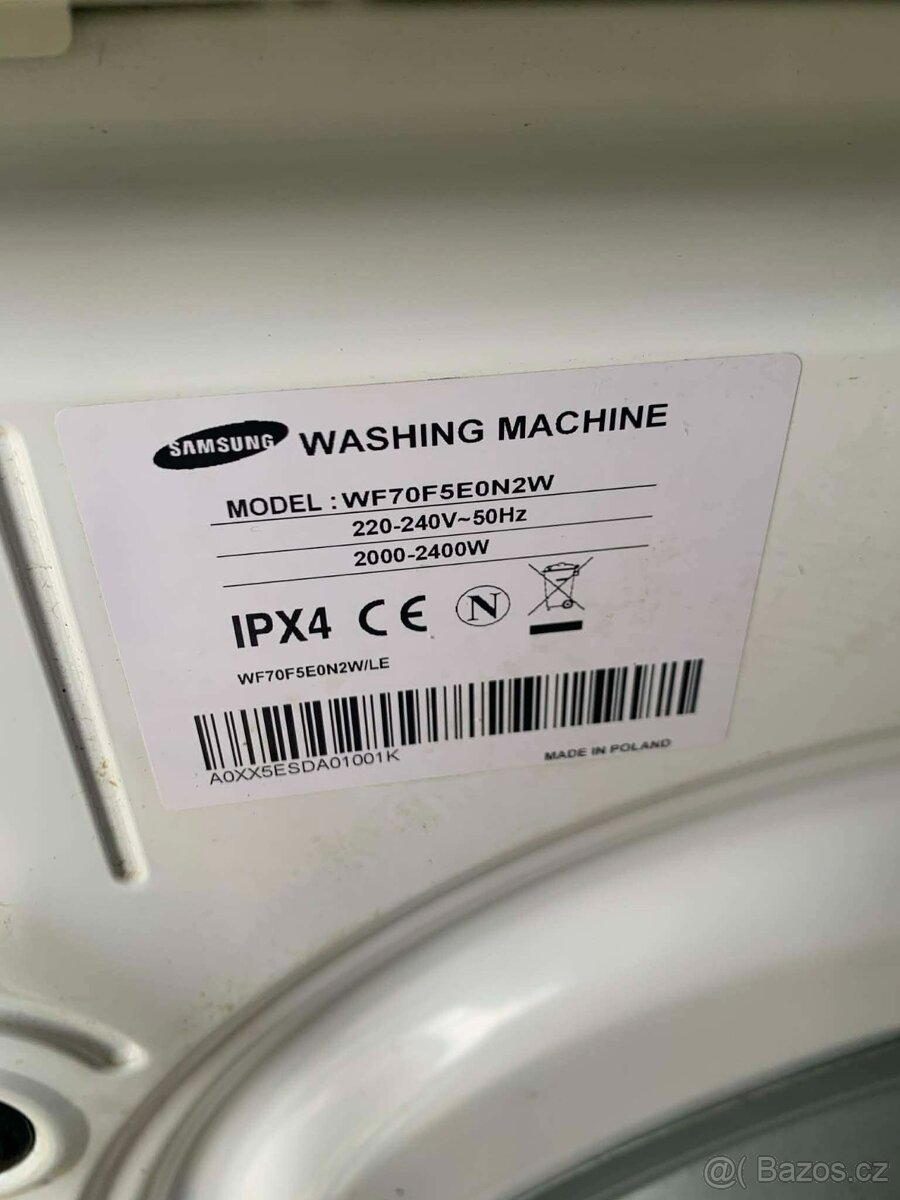 SAMSUNG WASHING MACHINE
MODEL : WF70F5E0N2W
220-240V~50Hz
2000-2400W
IPX4 CE N
WF70F5E0N2W/LE
A0XX5ESDA01001K
MADE IN POLAND
@( Bazos.cz